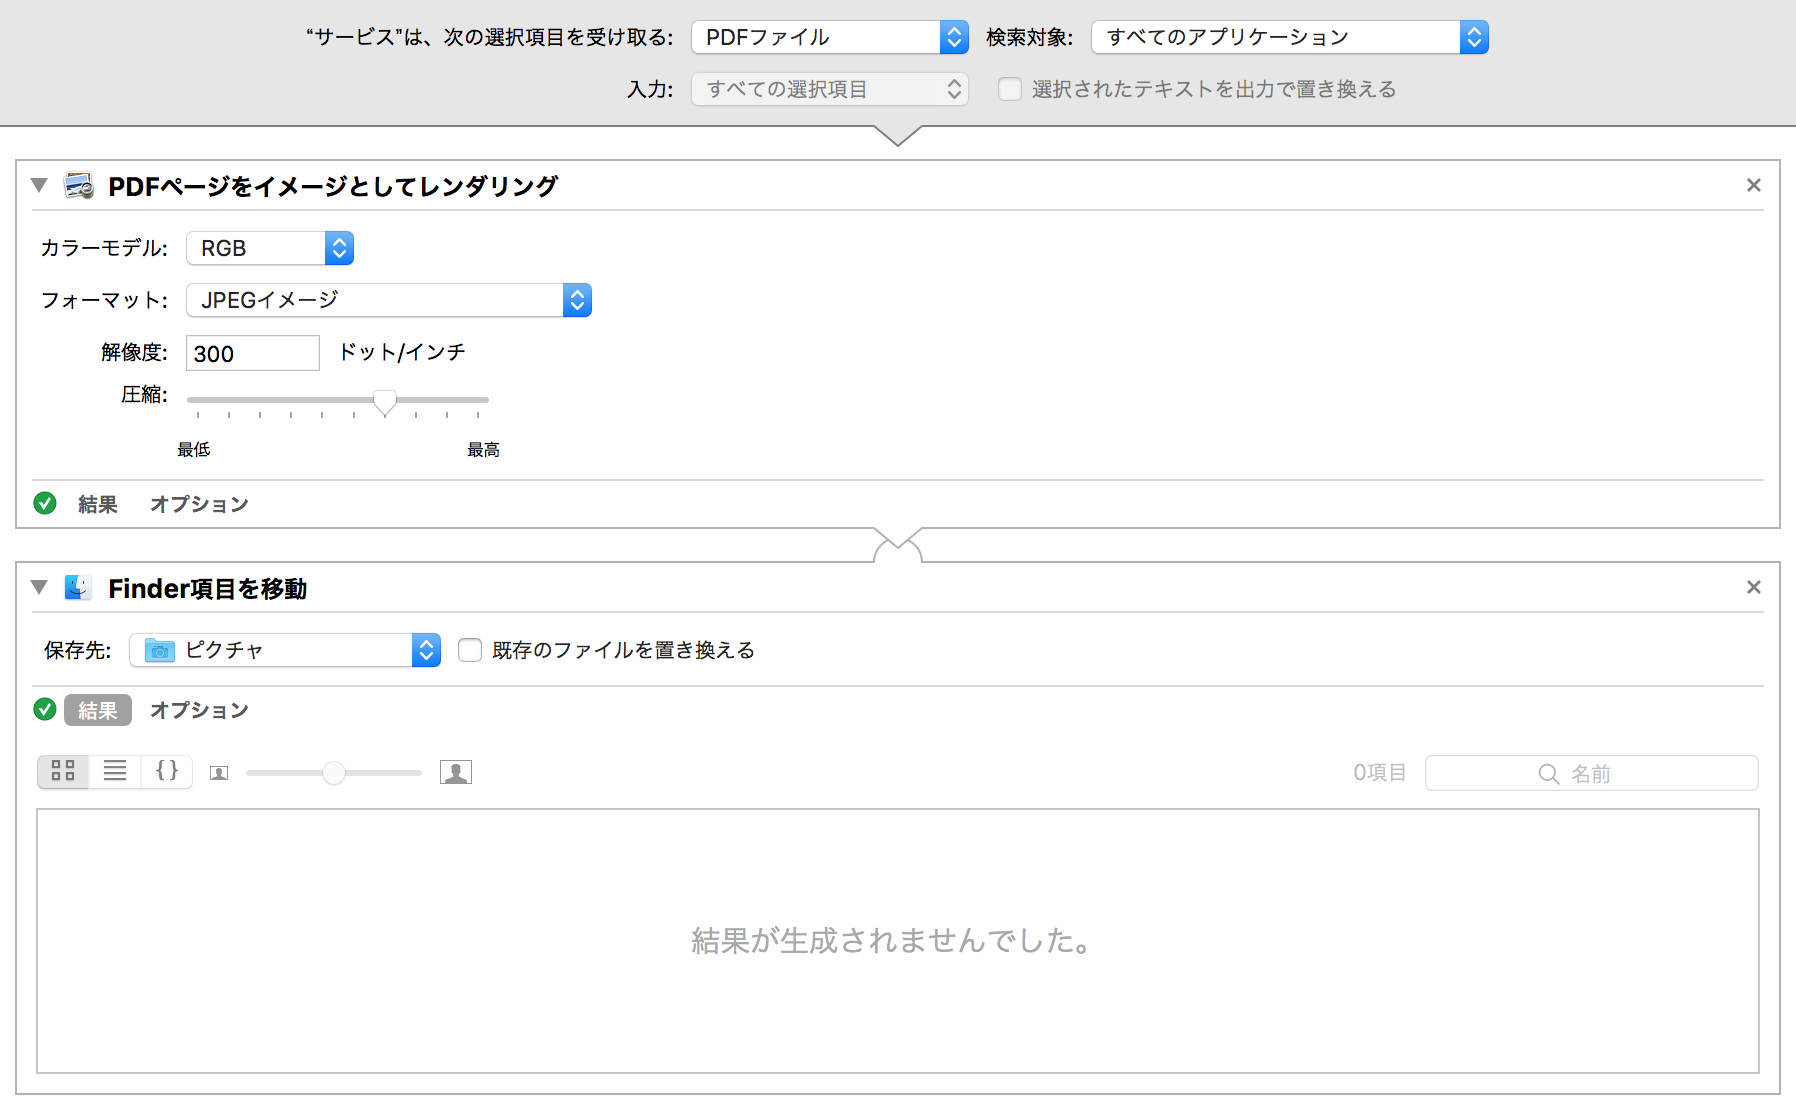 “サービス”は、次の選択項目を受け取る: PDFファイル 検索対象: すべてのアプリケーション
入力: すべての選択項目 選択されたテキストを出力で置き換える
PDFページをイメージとしてレンダリング
カラーモデル: RGB
フォーマット: JPEGイメージ
解像度: 300 ドット/インチ
圧縮:
最低 最高
結果 オプション
Finder項目を移動
保存先: ピクチャ 既存のファイルを置き換える
結果 オプション
0項目 名前
結果が生成されませんでした。